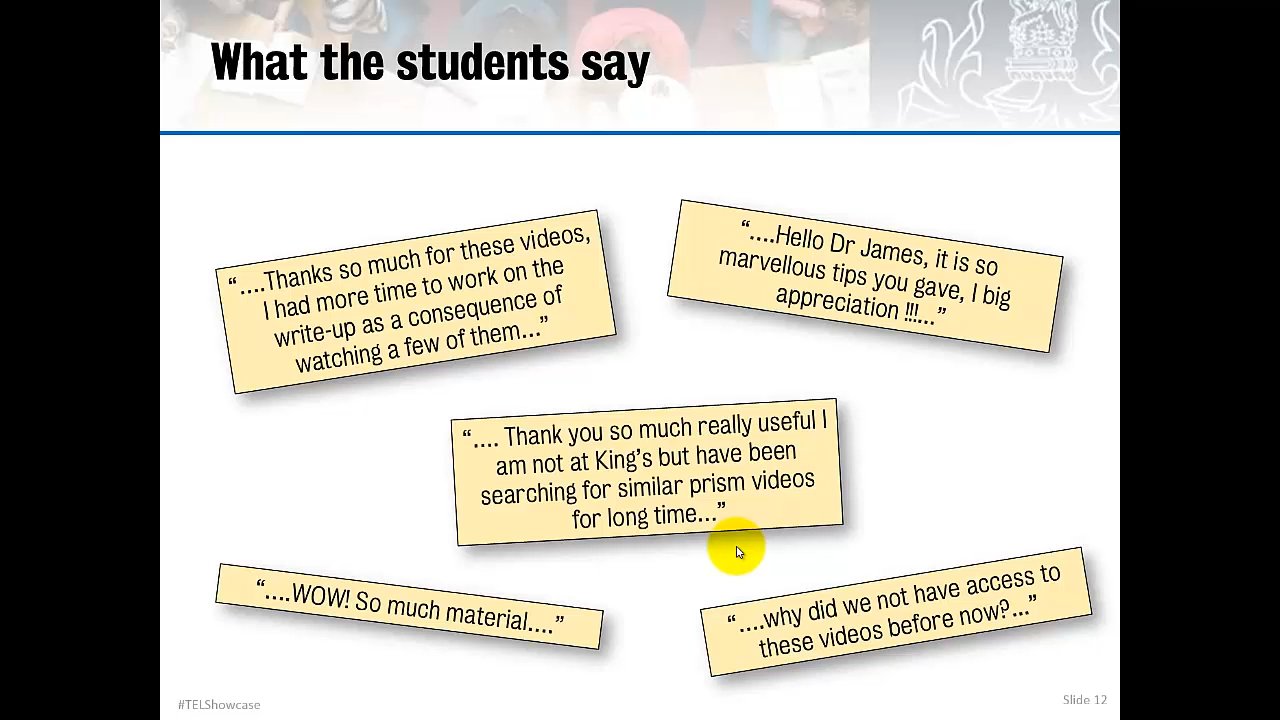 What the students say
“....Thanks so much for these videos,
I had more time to work on the
write-up as a consequence of
watching a few of them...”
“....Hello Dr James, it is so
marvellous tips you gave, I big
appreciation !!!...”
“.... Thank you so much really useful I
am not at King’s but have been
searching for similar prism videos
for long time...”
“....WOW! So much material....”
“....why did we not have access to
these videos before now?...”
#TELShowcase
Slide 12